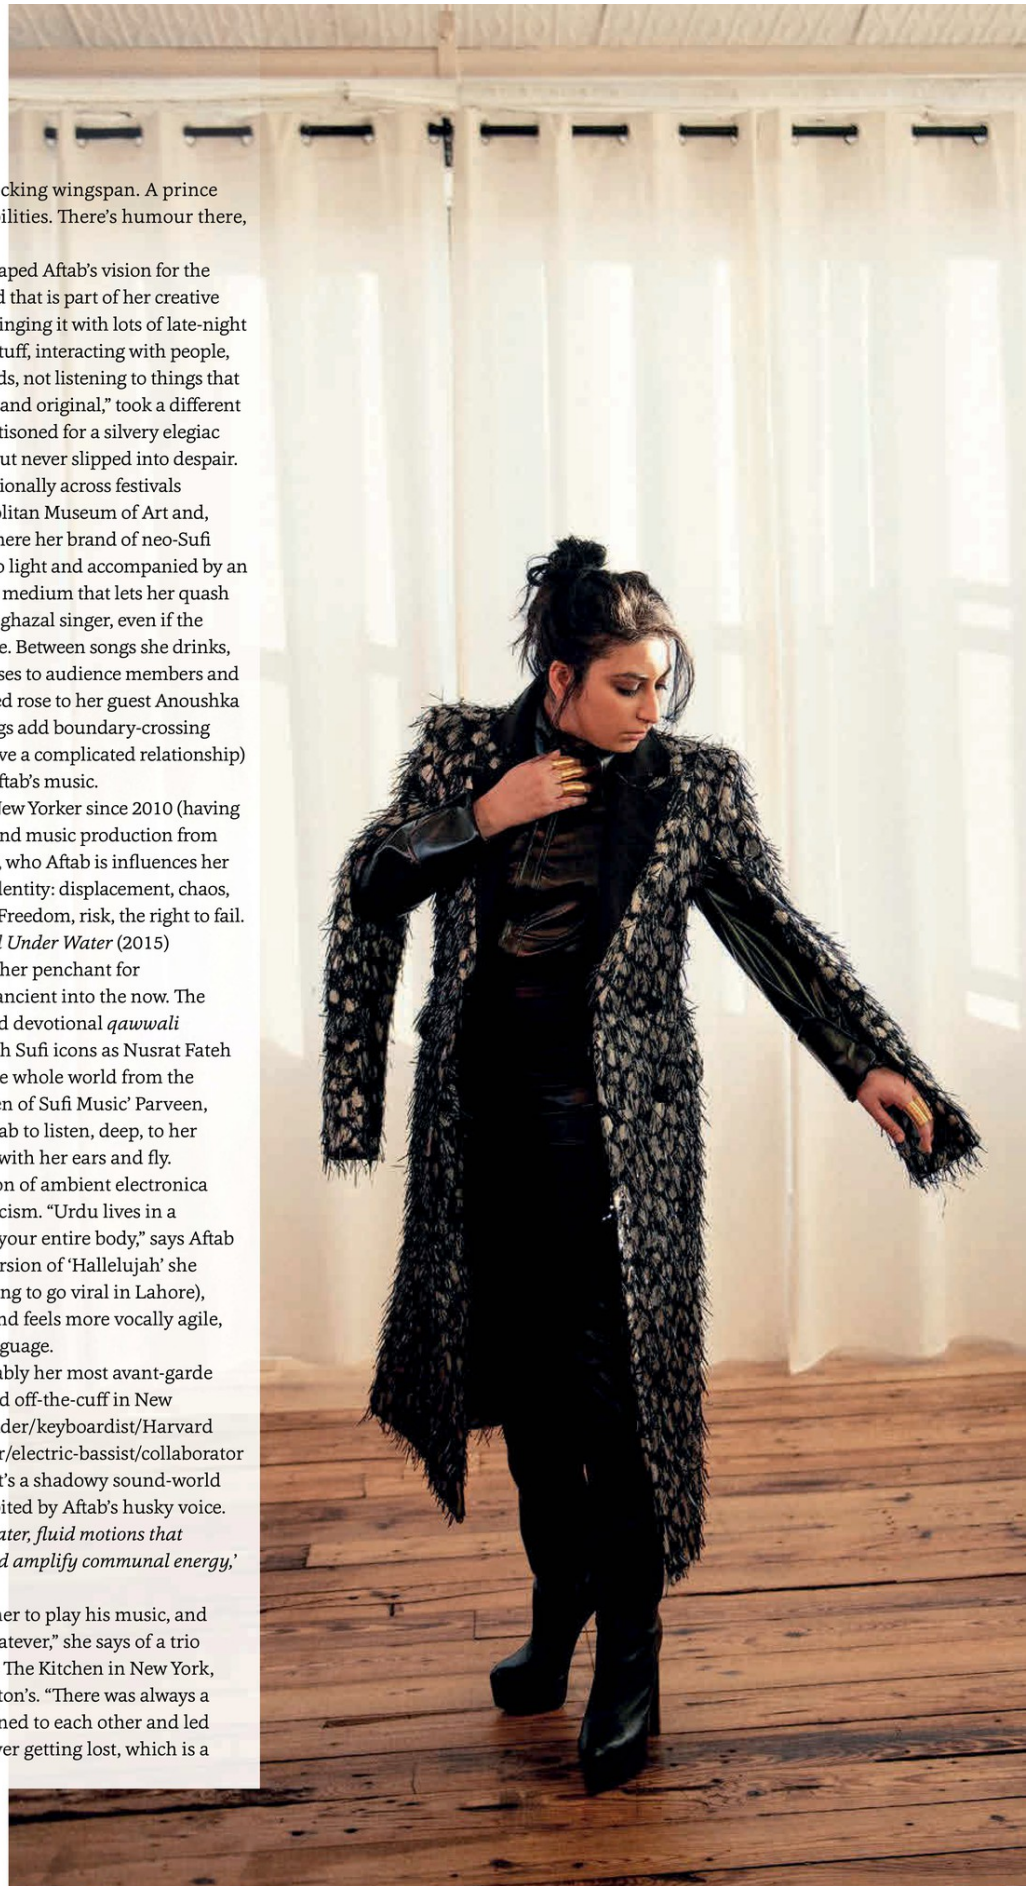 cking wingspan. A prince
ilities. There's humour there,
aped Aftab's vision for the
d that is part of her creative
inging it with lots of late-night
tuff, interacting with people,
ds, not listening to things that
and original,” took a different
tisoned for a silvery elegiac
ut never slipped into despair.
ionally across festivals
olitan Museum of Art and,
here her brand of neo-Sufi
o light and accompanied by an
medium that lets her quash
ghazal singer, even if the
e. Between songs she drinks,
ses to audience members and
ed rose to her guest Anoushka
gs add boundary-crossing
ve a complicated relationship)
ftab's music.
New Yorker since 2010 (having
nd music production from
, who Aftab is influences her
dentity: displacement, chaos,
Freedom, risk, the right to fail.
l Under Water (2015)
her penchant for
ancient into the now. The
d devotional qawwali
h Sufi icons as Nusrat Fateh
e whole world from the
en of Sufi Music’ Parveen,
ab to listen, deep, to her
with her ears and fly.
on of ambient electronica
cism. “Urdu lives in a
your entire body,” says Aftab
rsion of ‘Hallelujah’ she
ng to go viral in Lahore),
nd feels more vocally agile,
guage.
ably her most avant-garde
d off-the-cuff in New
der/keyboardist/Harvard
r/electric-bassist/collaborator
t's a shadowy sound-world
bited by Aftab's husky voice.
ater, fluid motions that
d amplify communal energy,’
her to play his music, and
atever,” she says of a trio
The Kitchen in New York,
ton's. “There was always a
ned to each other and led
ver getting lost, which is a